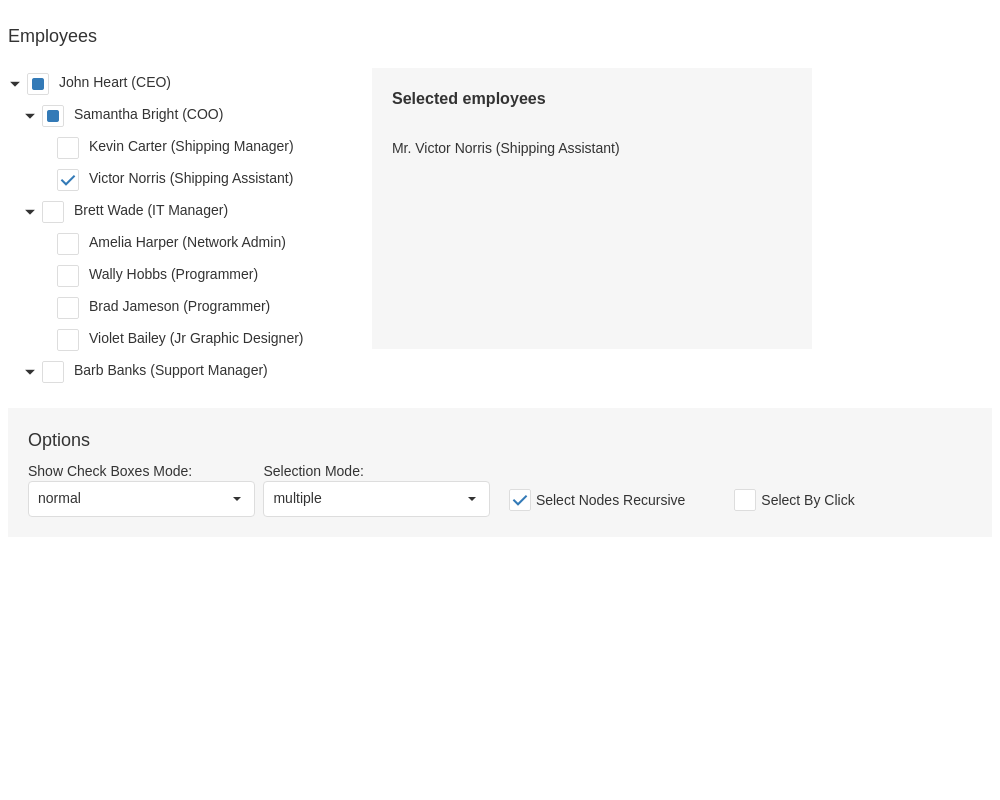 Employees
John Heart (CEO)
Samantha Bright (COO)
Kevin Carter (Shipping Manager)
Victor Norris (Shipping Assistant)
Brett Wade (IT Manager)
Amelia Harper (Network Admin)
Wally Hobbs (Programmer)
Brad Jameson (Programmer)
Violet Bailey (Jr Graphic Designer)
Barb Banks (Support Manager)
Selected employees
Mr. Victor Norris (Shipping Assistant)
Options
Show Check Boxes Mode:
normal
Selection Mode:
multiple
Select Nodes Recursive
Select By Click